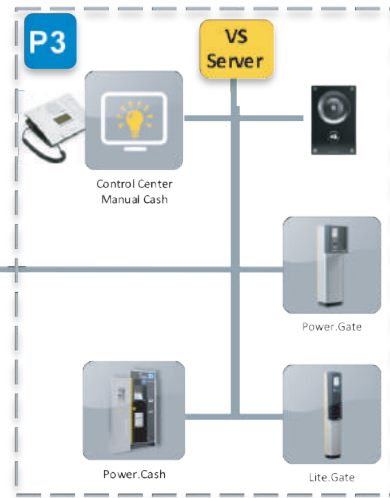 P3
VS
Server
Control Center
Manual Cash
Power.Gate
Power.Cash
Lite.Gate